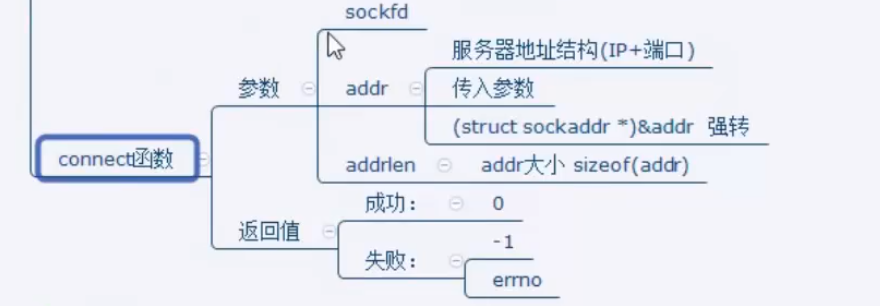 sockfd
服务器地址结构(IP+端口)
参数
addr
传入参数
(struct sockaddr *)&addr 强转
connect函数
addrlen
addr大小 sizeof(addr)
成功：
0
返回值
-1
失败：
errno